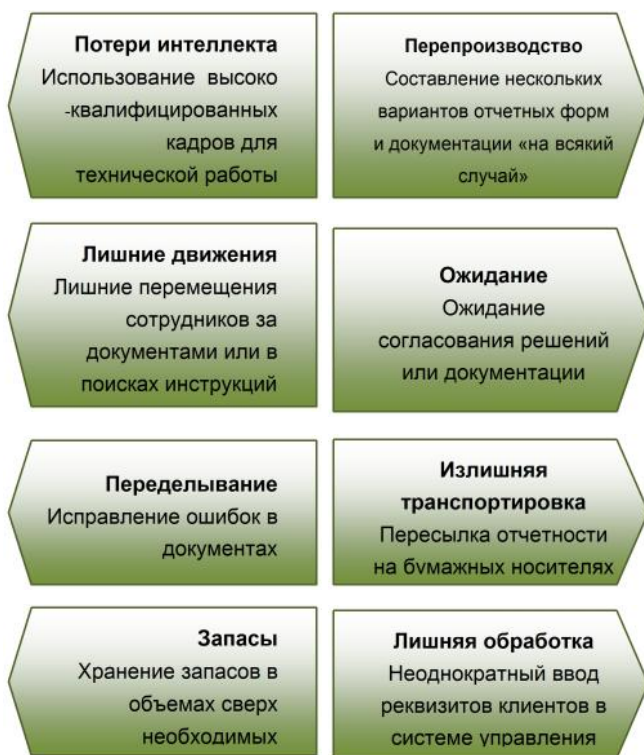 Потери интеллекта
Использование высоко
-квалифицированных
кадров для
технической работы
Перепроизводство
Составление нескольких
вариантов отчетных форм
и документации «на всякий
случай»
Лишние движения
Лишние перемещения
сотрудников за
документами или в
поисках инструкций
Ожидание
Ожидание
согласования решений
или документации
Переделывание
Исправление ошибок в
документах
Излишняя
транспортировка
Пересылка отчетности
на бумажных носителях
Запасы
Хранение запасов в
объемах сверх
необходимых
Лишняя обработка
Неоднократный ввод
реквизитов клиентов в
системе управления